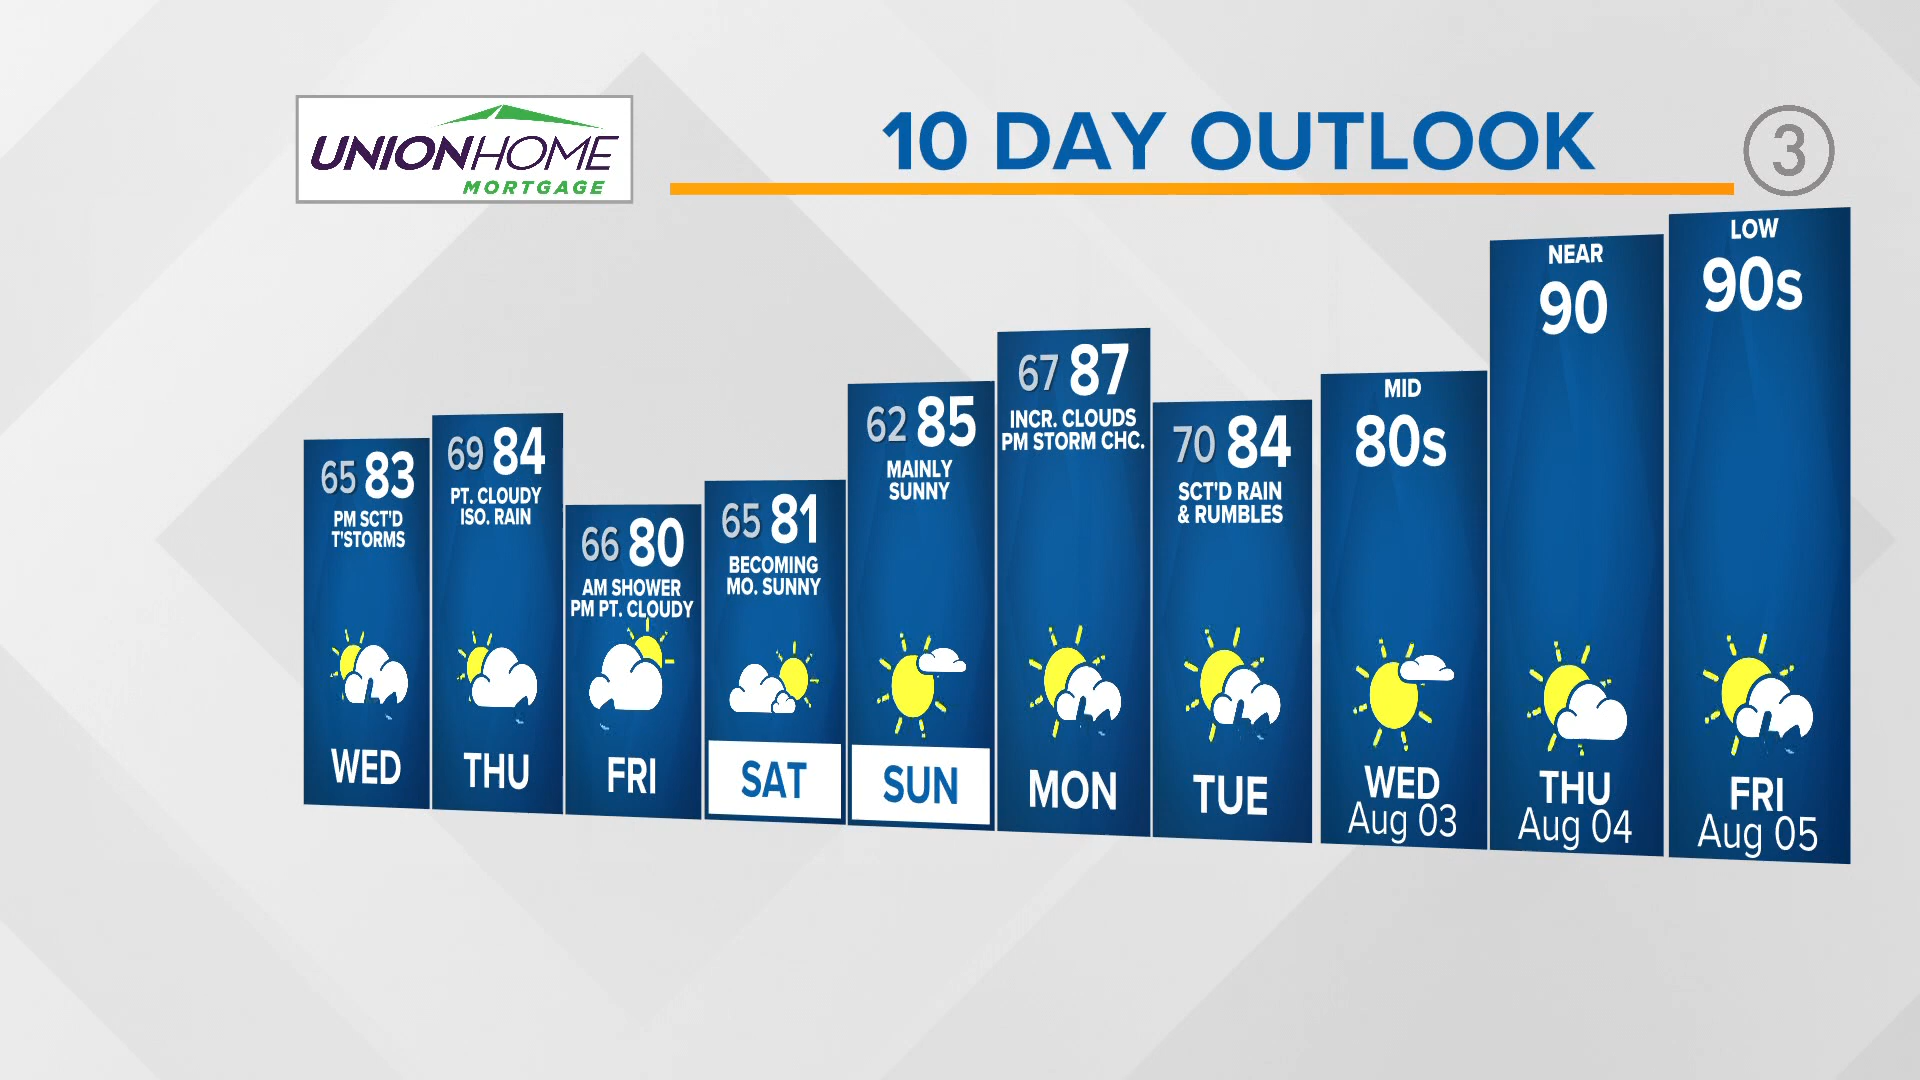 UNIONHOME
MORTGAGE
10 DAY OUTLOOK
3
65 83
PM SCT'D
T'STORMS
WED
69 84
PT. CLOUDY
ISO. RAIN
THU
66 80
AM SHOWER
PM PT. CLOUDY
FRI
65 81
BECOMING
MO. SUNNY
SAT
62 85
MAINLY
SUNNY
SUN
67 87
INCR. CLOUDS
PM STORM CHC.
MON
70 84
SCT'D RAIN
& RUMBLES
TUE
MID
80s
WED
Aug 03
NEAR
90
THU
Aug 04
LOW
90s
FRI
Aug 05